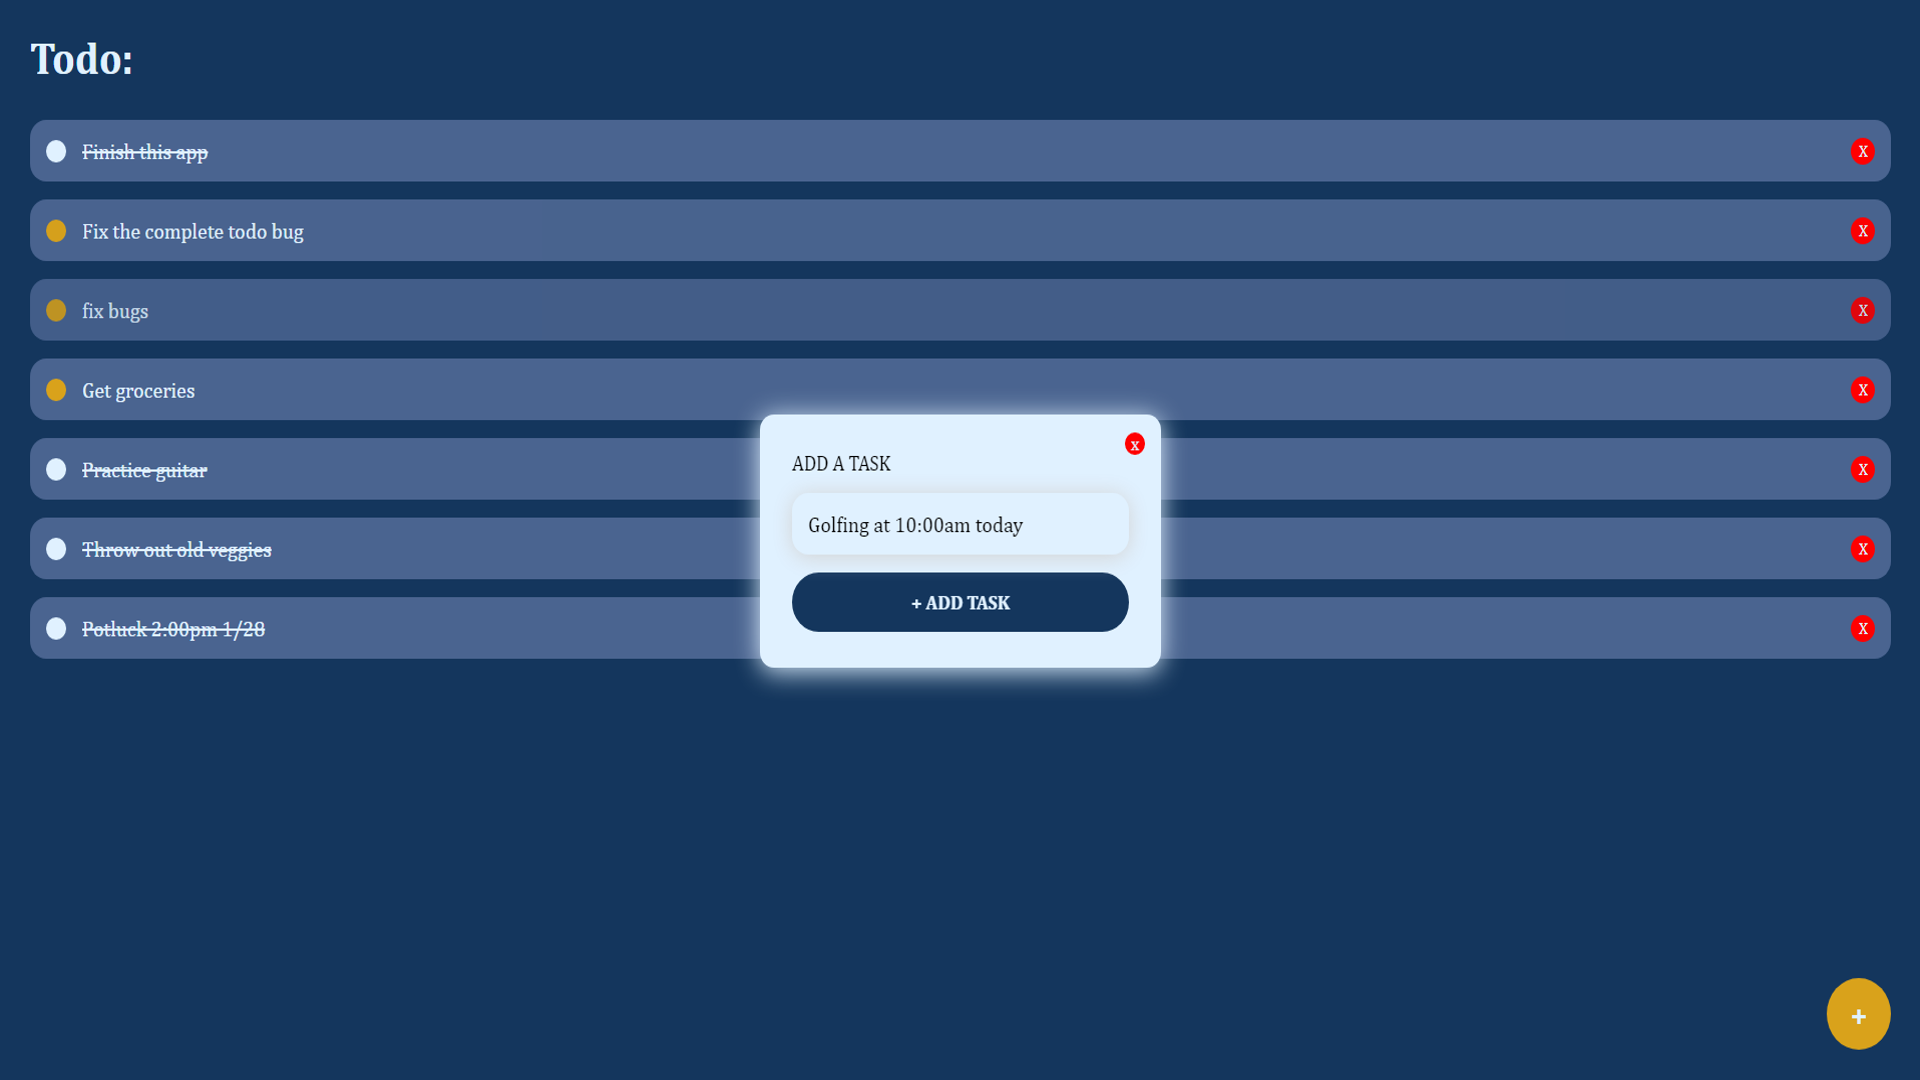 Todo:
Finish this app
X
Fix the complete todo bug
X
fix bugs
X
Get groceries
X
Practice guitar
X
Throw out old veggies
X
Potluck 2:00pm 1/28
X
x
ADD A TASK
Golfing at 10:00am today
+ ADD TASK
+